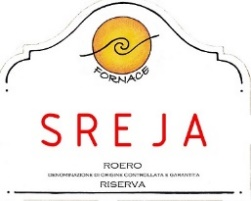 FORNACE
SREJA
ROERO
DENOMINAZIONE DI ORIGINE CONTROLLATA E GARANTITA
RISERVA